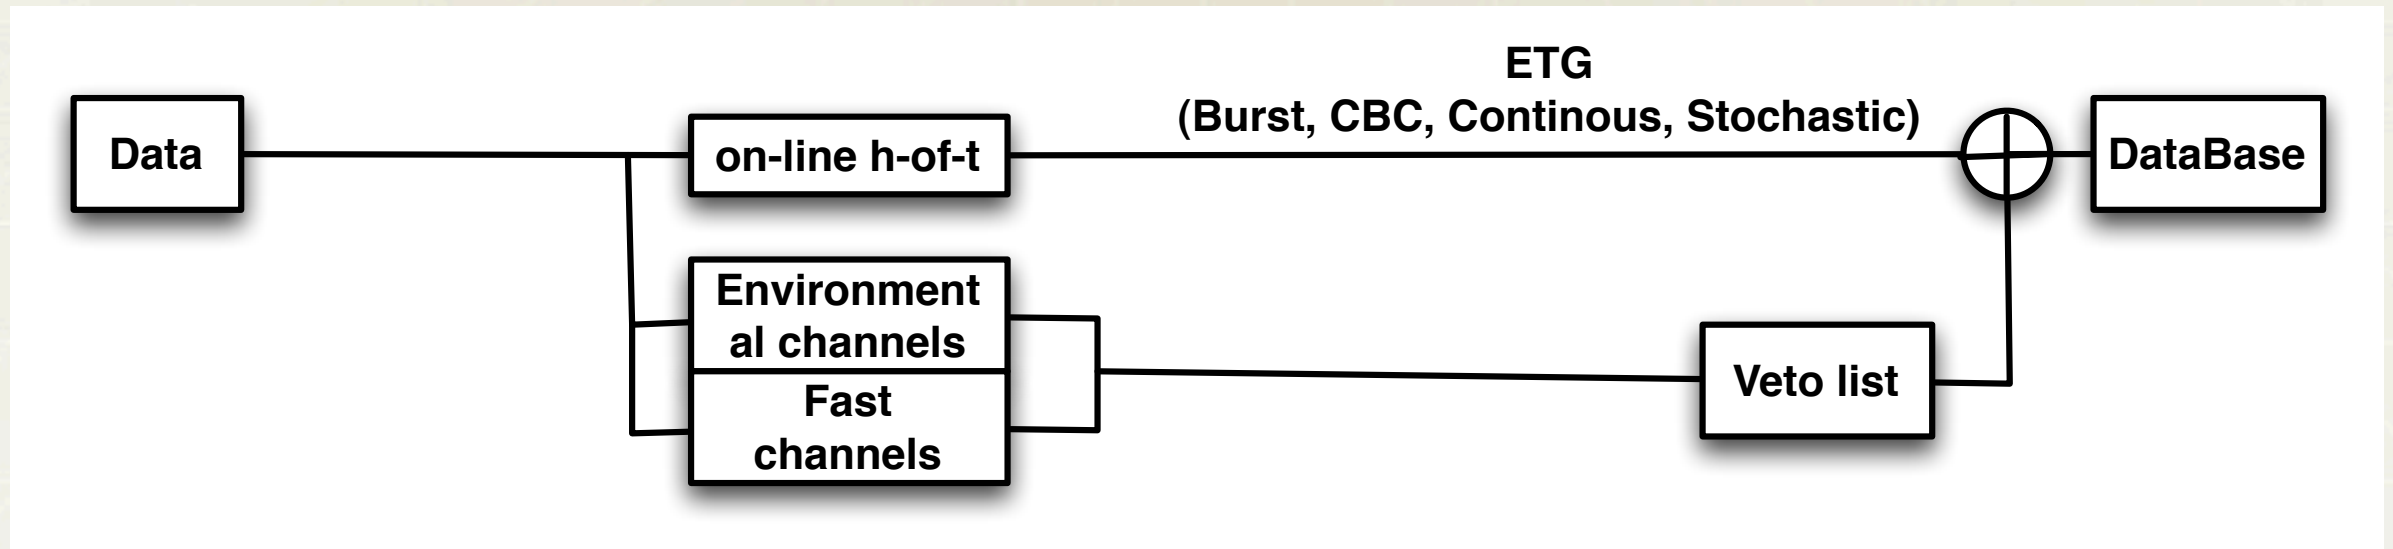 ETG
(Burst, CBC, Continous, Stochastic)
Data
on-line h-of-t
DataBase
Environment
al channels
Fast
channels
Veto list